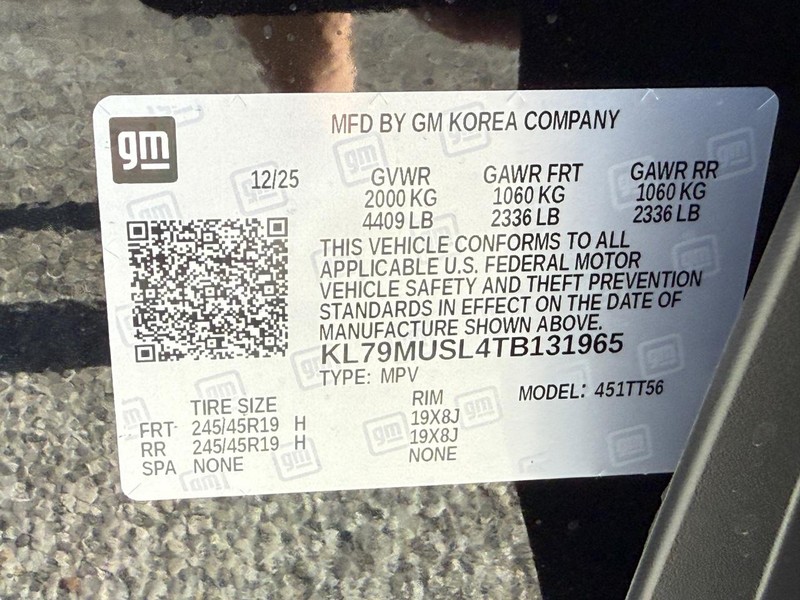 gm
MFD BY GM KOREA COMPANY
12/25 GVWR GAWR FRT GAWR RR
2000 KG 1060 KG 1060 KG
4409 LB 2336 LB 2336 LB
THIS VEHICLE CONFORMS TO ALL
APPLICABLE U.S. FEDERAL MOTOR
VEHICLE SAFETY AND THEFT PREVENTION
STANDARDS IN EFFECT ON THE DATE OF
MANUFACTURE SHOWN ABOVE.
KL79MUSL4TB131965
TYPE: MPV
MODEL: 451TT56
TIRE SIZE RIM
FRT 245/45R19 H 19X8J
RR 245/45R19 H 19X8J
SPA NONE NONE